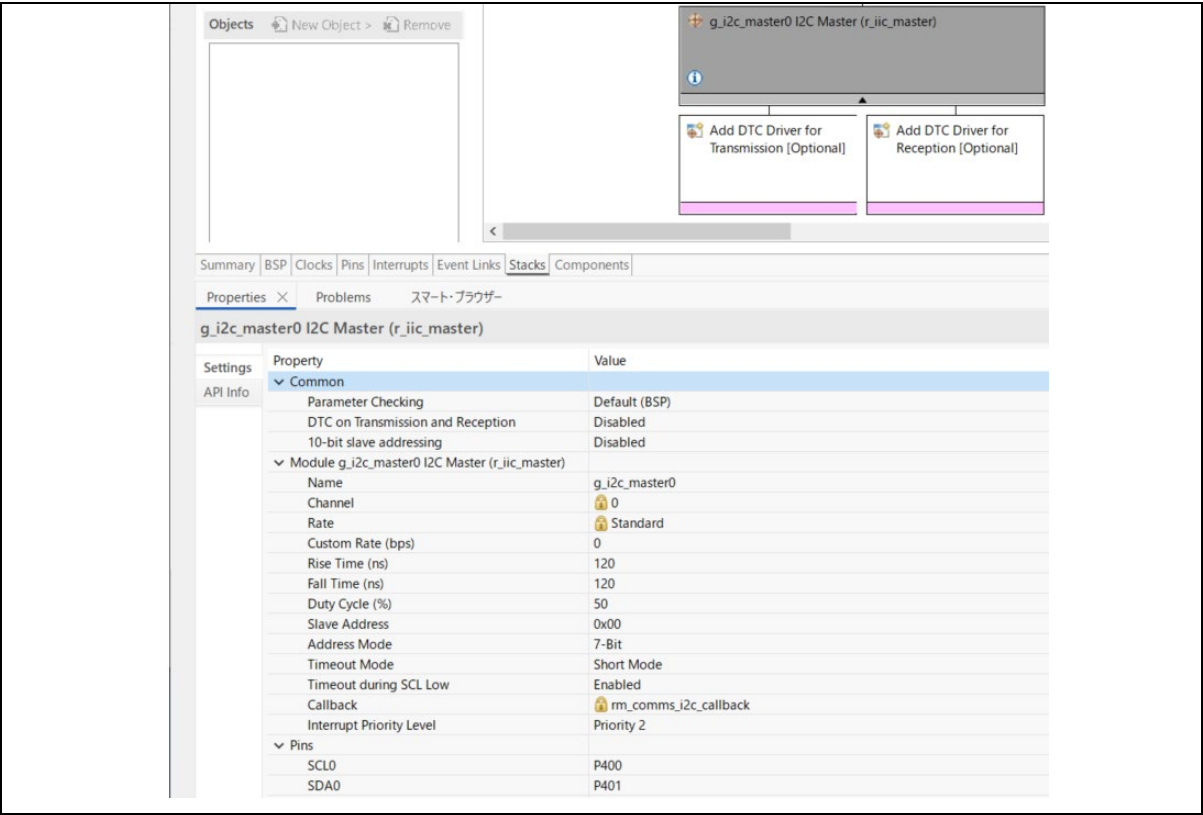 Objects New Object > Remove
g_i2c_master0 I2C Master (r_iic_master)
Add DTC Driver for
Transmission [Optional]
Add DTC Driver for
Reception [Optional]
Summary BSP Clocks Pins Interrupts Event Links Stacks Components
Properties Problems スマート・ブラウザー
g_i2c_master0 I2C Master (r_iic_master)
Settings
API Info
Property Value
Common
Parameter Checking Default (BSP)
DTC on Transmission and Reception Disabled
10-bit slave addressing Disabled
Module g_i2c_master0 I2C Master (r_iic_master)
Name g_i2c_master0
Channel 0
Rate Standard
Custom Rate (bps) 0
Rise Time (ns) 120
Fall Time (ns) 120
Duty Cycle (%) 50
Slave Address 0x00
Address Mode 7-Bit
Timeout Mode Short Mode
Timeout during SCL Low Enabled
Callback rm_comms_i2c_callback
Interrupt Priority Level Priority 2
Pins
SCL0 P400
SDA0 P401